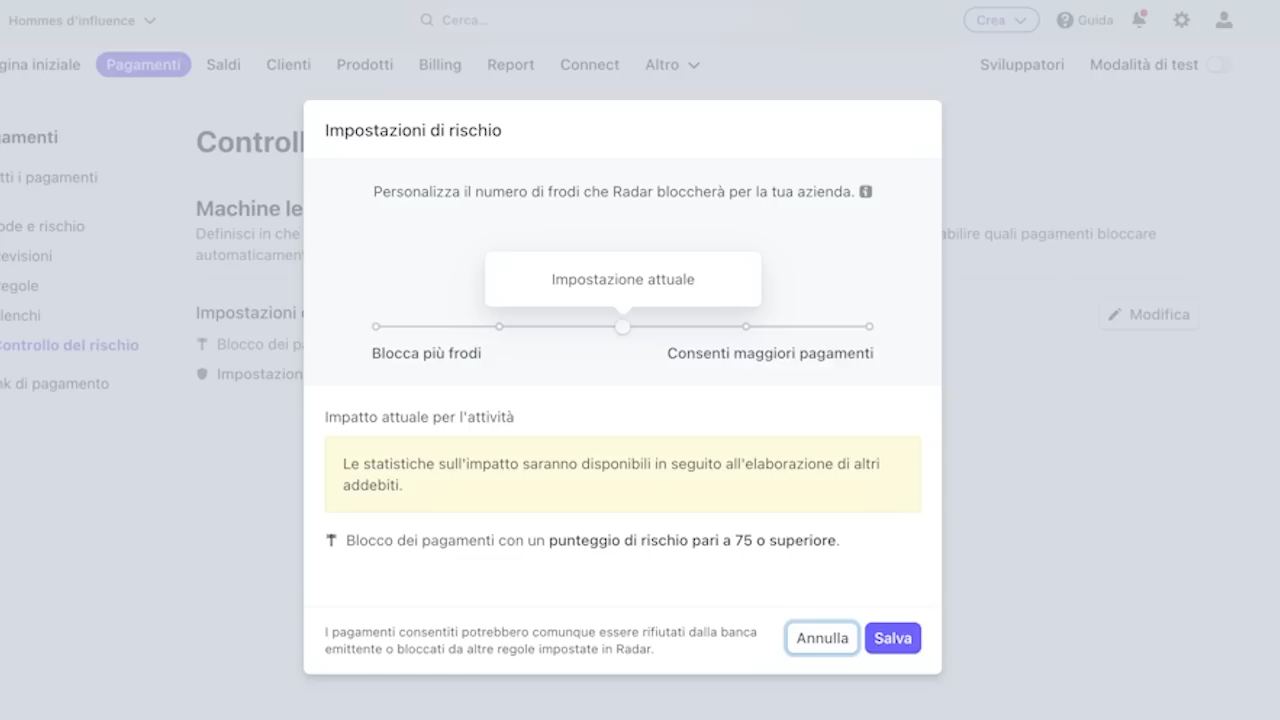 Hommes d'influence
Cerca...
Crea
Guida
gina iniziale
Pagamenti
Saldi
Clienti
Prodotti
Billing
Report
Connect
Altro
Sviluppatori
Modalità di test
amenti
tti i pagamenti
ode e rischio
evisioni
regole
lenchi
Controllo del rischio
nk di pagamento
Controll
Machine le
Definisci in che
abilire quali pagamenti bloccare
automaticamen
Impostazioni
Modifica
Blocco dei pa
Impostazion
Impostazioni di rischio
Personalizza il numero di frodi che Radar bloccherà per la tua azienda.
Impostazione attuale
Blocca più frodi
Consenti maggiori pagamenti
Impatto attuale per l'attività
Le statistiche sull'impatto saranno disponibili in seguito all'elaborazione di altri
addebiti.
Blocco dei pagamenti con un punteggio di rischio pari a 75 o superiore.
I pagamenti consentiti potrebbero comunque essere rifiutati dalla banca
emittente o bloccati da altre regole impostate in Radar.
Annulla
Salva